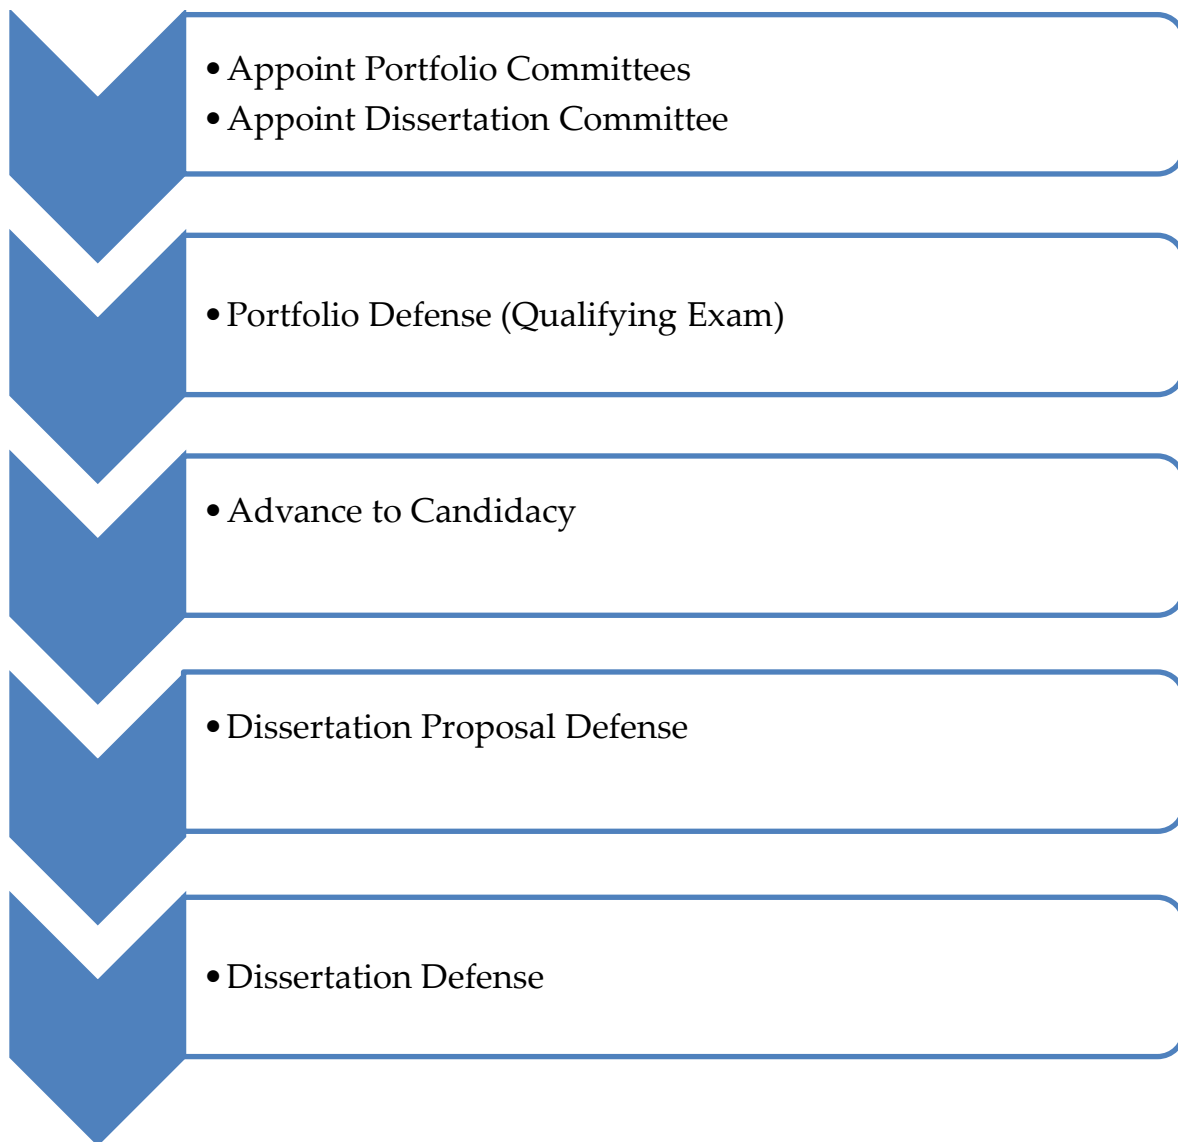 • Appoint Portfolio Committees
• Appoint Dissertation Committee
• Portfolio Defense (Qualifying Exam)
• Advance to Candidacy
• Dissertation Proposal Defense
• Dissertation Defense